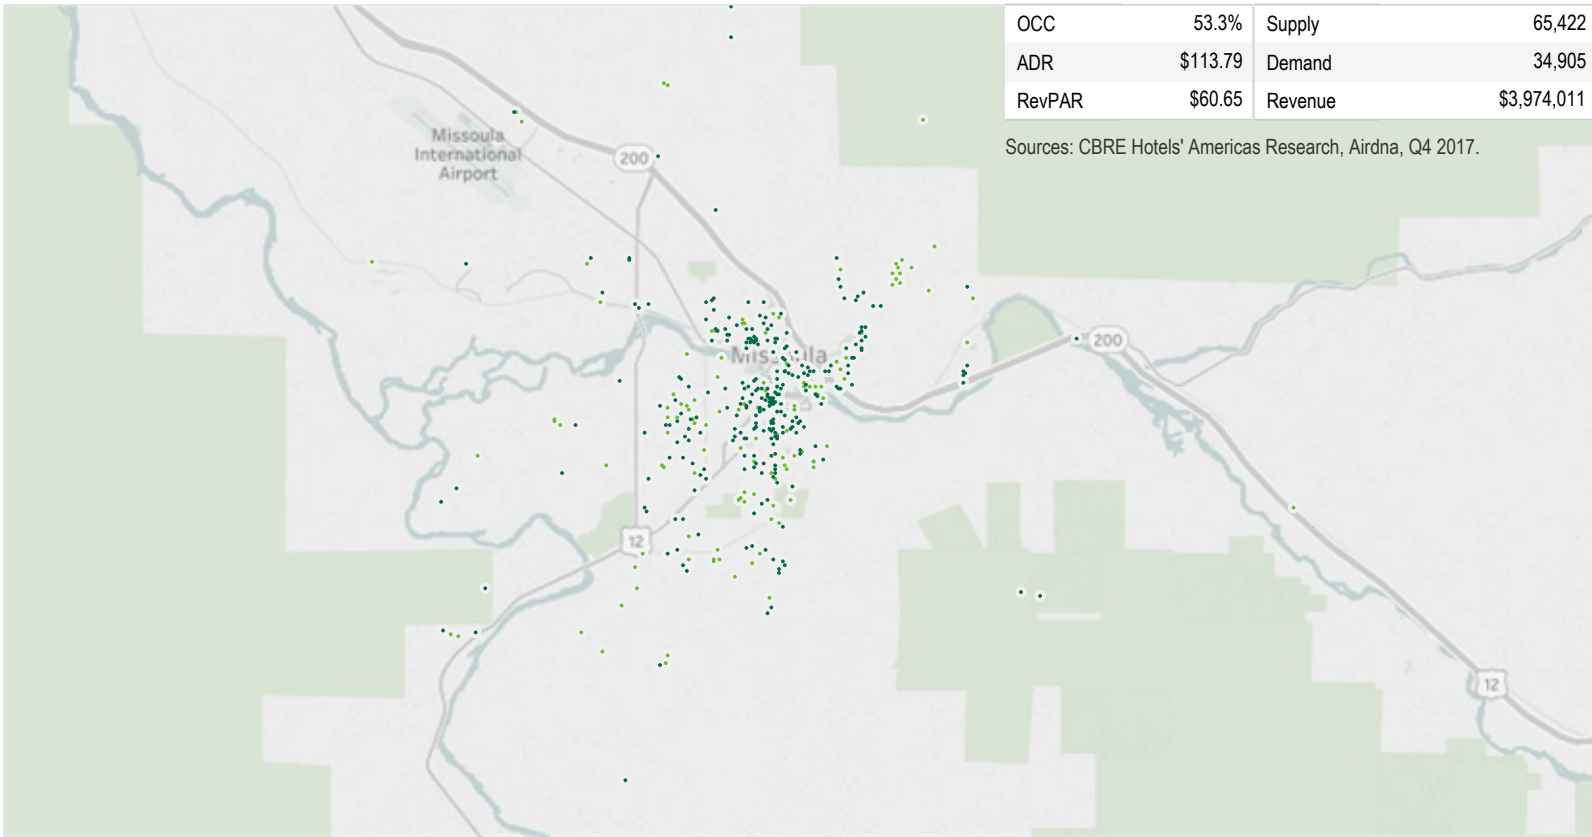 OCC 53.3% Supply 65,422
ADR $113.79 Demand 34,905
RevPAR $60.65 Revenue $3,974,011
Sources: CBRE Hotels' Americas Research, Airdna, Q4 2017.
Missoula
International
Airport
200
200
Missoula
12
12